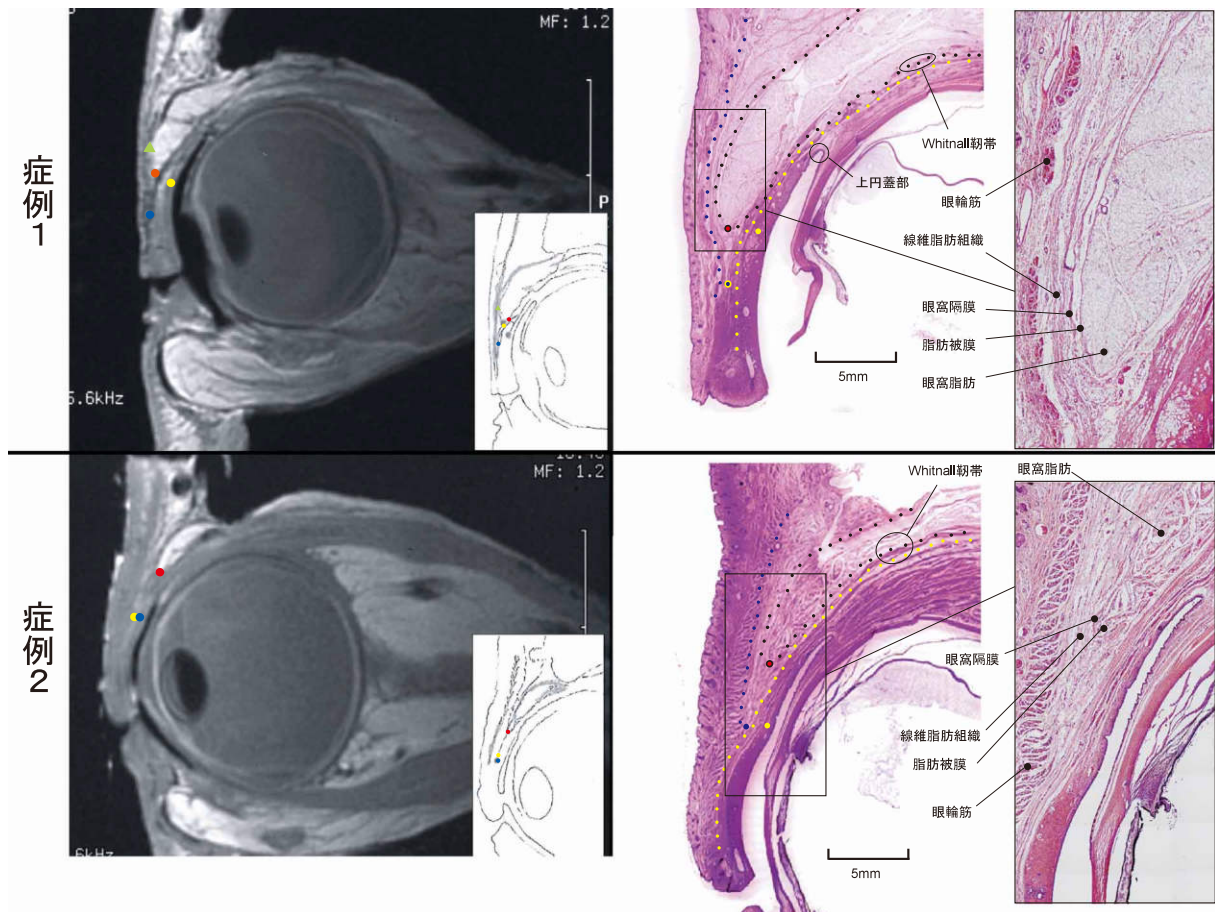 症例1
MF: 1.2
P
5.6kHz
Whitnall靭帯
上円蓋部
5mm
眼輪筋
線維脂肪組織
眼窩隔膜
脂肪被膜
眼窩脂肪
症例2
MF: 1.2
6kHz
Whitnall靭帯
5mm
眼窩脂肪
眼窩隔膜
線維脂肪組織
脂肪被膜
眼輪筋